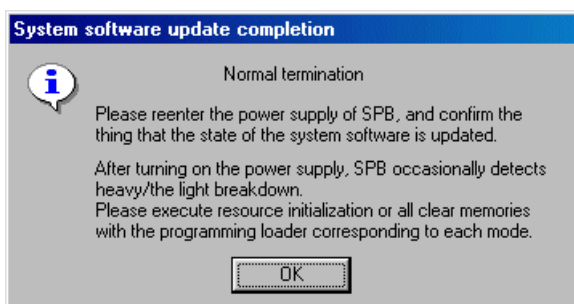 System software update completion
Normal termination
Please reenter the power supply of SPB, and confirm the
thing that the state of the system software is updated.
After turning on the power supply, SPB occasionally detects
heavy/the light breakdown.
Please execute resource initialization or all clear memories
with the programming loader corresponding to each mode.
OK